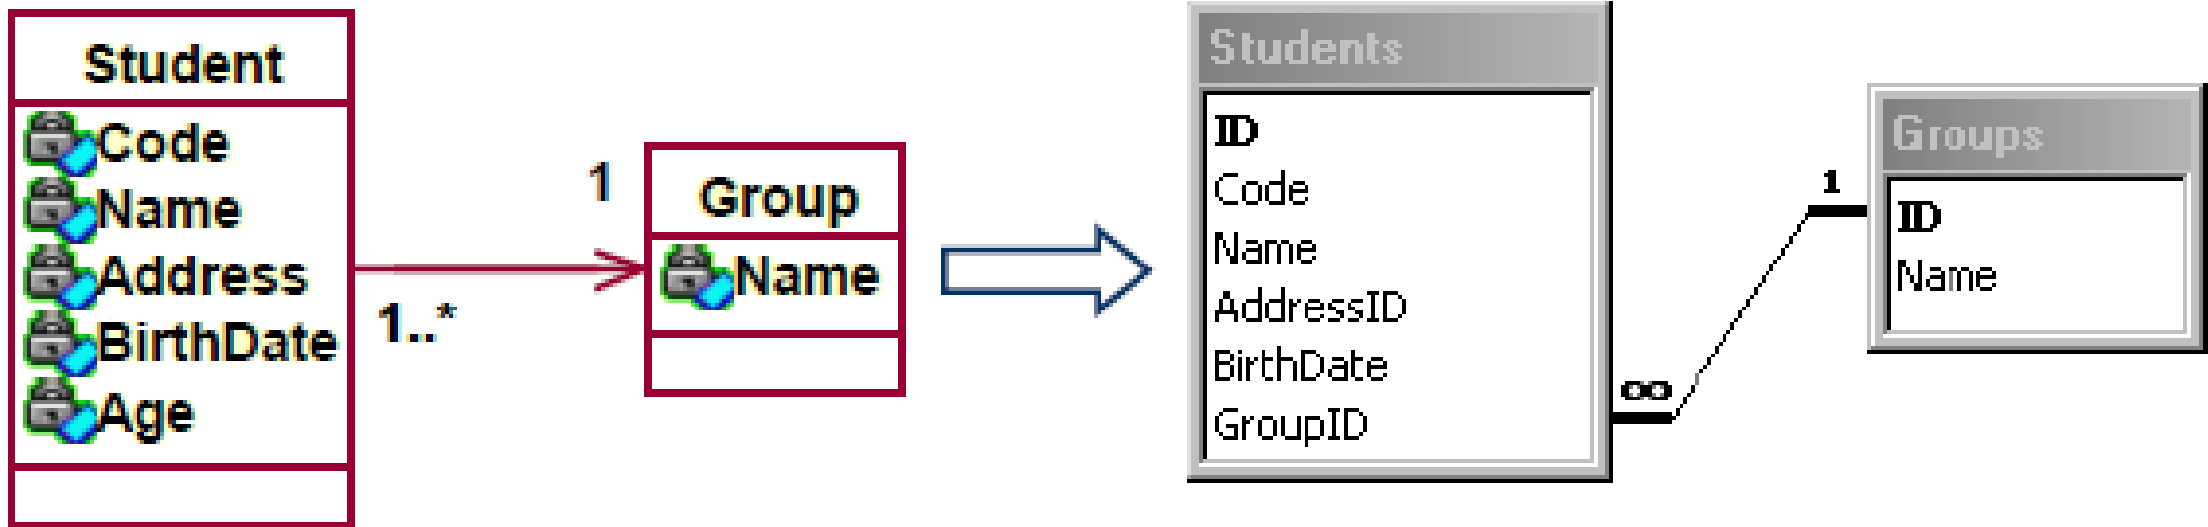 Student
Code
Name
Address
BirthDate
Age
1..*
1
Group
Name
Students
ID
Code
Name
AddressID
BirthDate
GroupID
∞
1
Groups
ID
Name